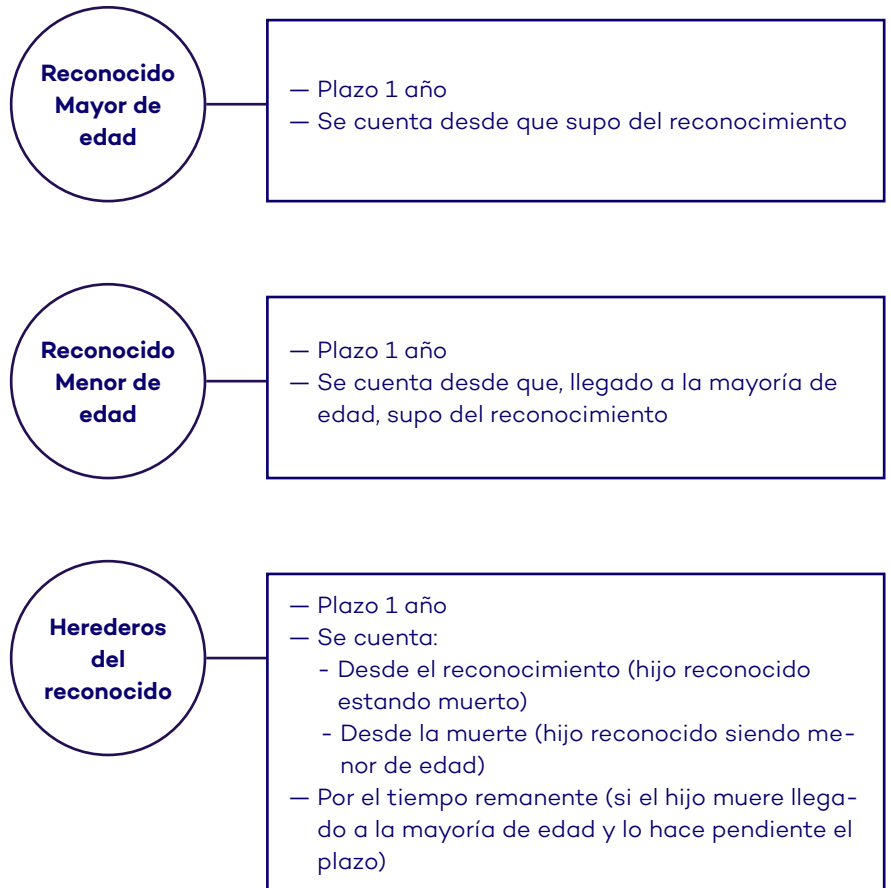 Reconocido
Mayor de
edad
— Plazo 1 año
— Se cuenta desde que supo del reconocimiento
Reconocido
Menor de
edad
— Plazo 1 año
— Se cuenta desde que, llegado a la mayoría de
edad, supo del reconocimiento
Herederos
del
reconocido
— Plazo 1 año
— Se cuenta:
- Desde el reconocimiento (hijo reconocido
estando muerto)
- Desde la muerte (hijo reconocido siendo me-
nor de edad)
— Por el tiempo remanente (si el hijo muere llega-
do a la mayoría de edad y lo hace pendiente el
plazo)